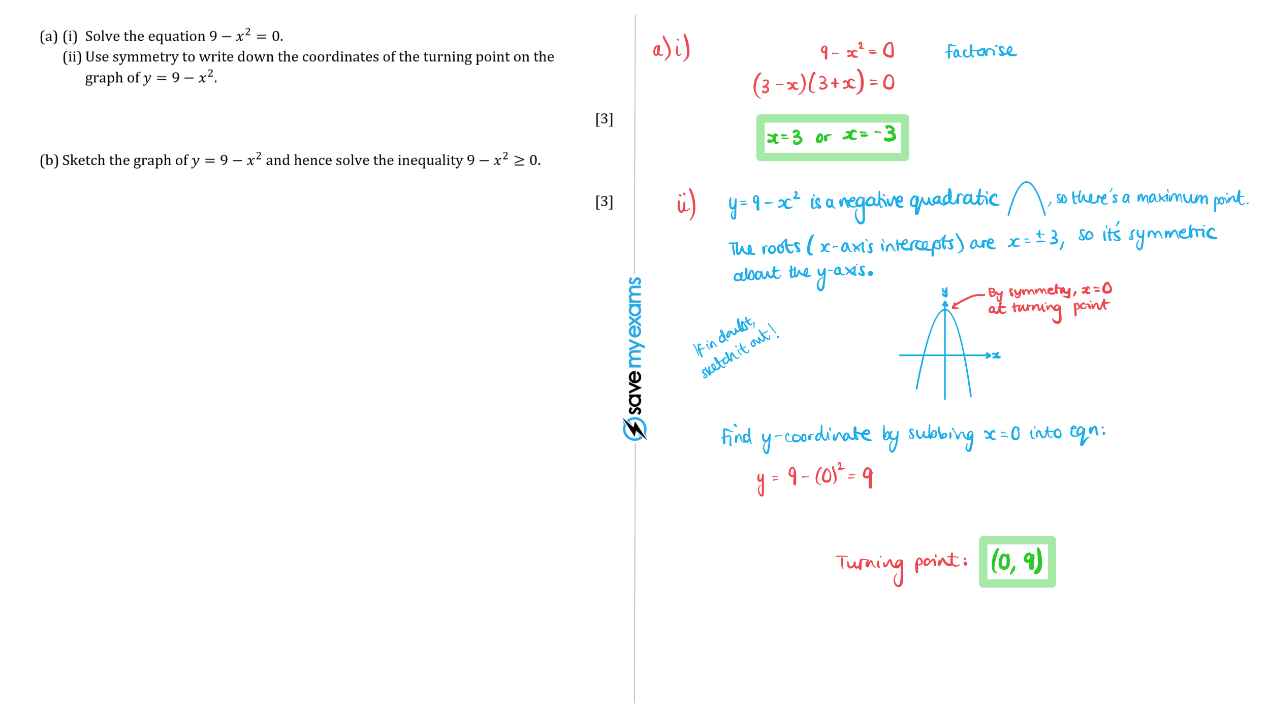 (a) (i) Solve the equation 9 − x² = 0.
(ii) Use symmetry to write down the coordinates of the turning point on the
graph of y = 9 − x².
[3]
(b) Sketch the graph of y = 9 − x² and hence solve the inequality 9 − x² ≥ 0.
[3]
savemyexams
a) i)
9 - x² = 0 factorise
(3 - x)(3 + x) = 0
x = 3 or x = -3
ii) y = 9 - x² is a negative quadratic , so there's a maximum point.
The roots (x-axis intercepts) are x = ± 3, so it's symmetric
about the y-axis.
y
By symmetry, x = 0
at turning point
x
If in doubt,
sketch it out!
Find y-coordinate by subbing x = 0 into eqn:
y = 9 - (0)² = 9
Turning point: (0, 9)